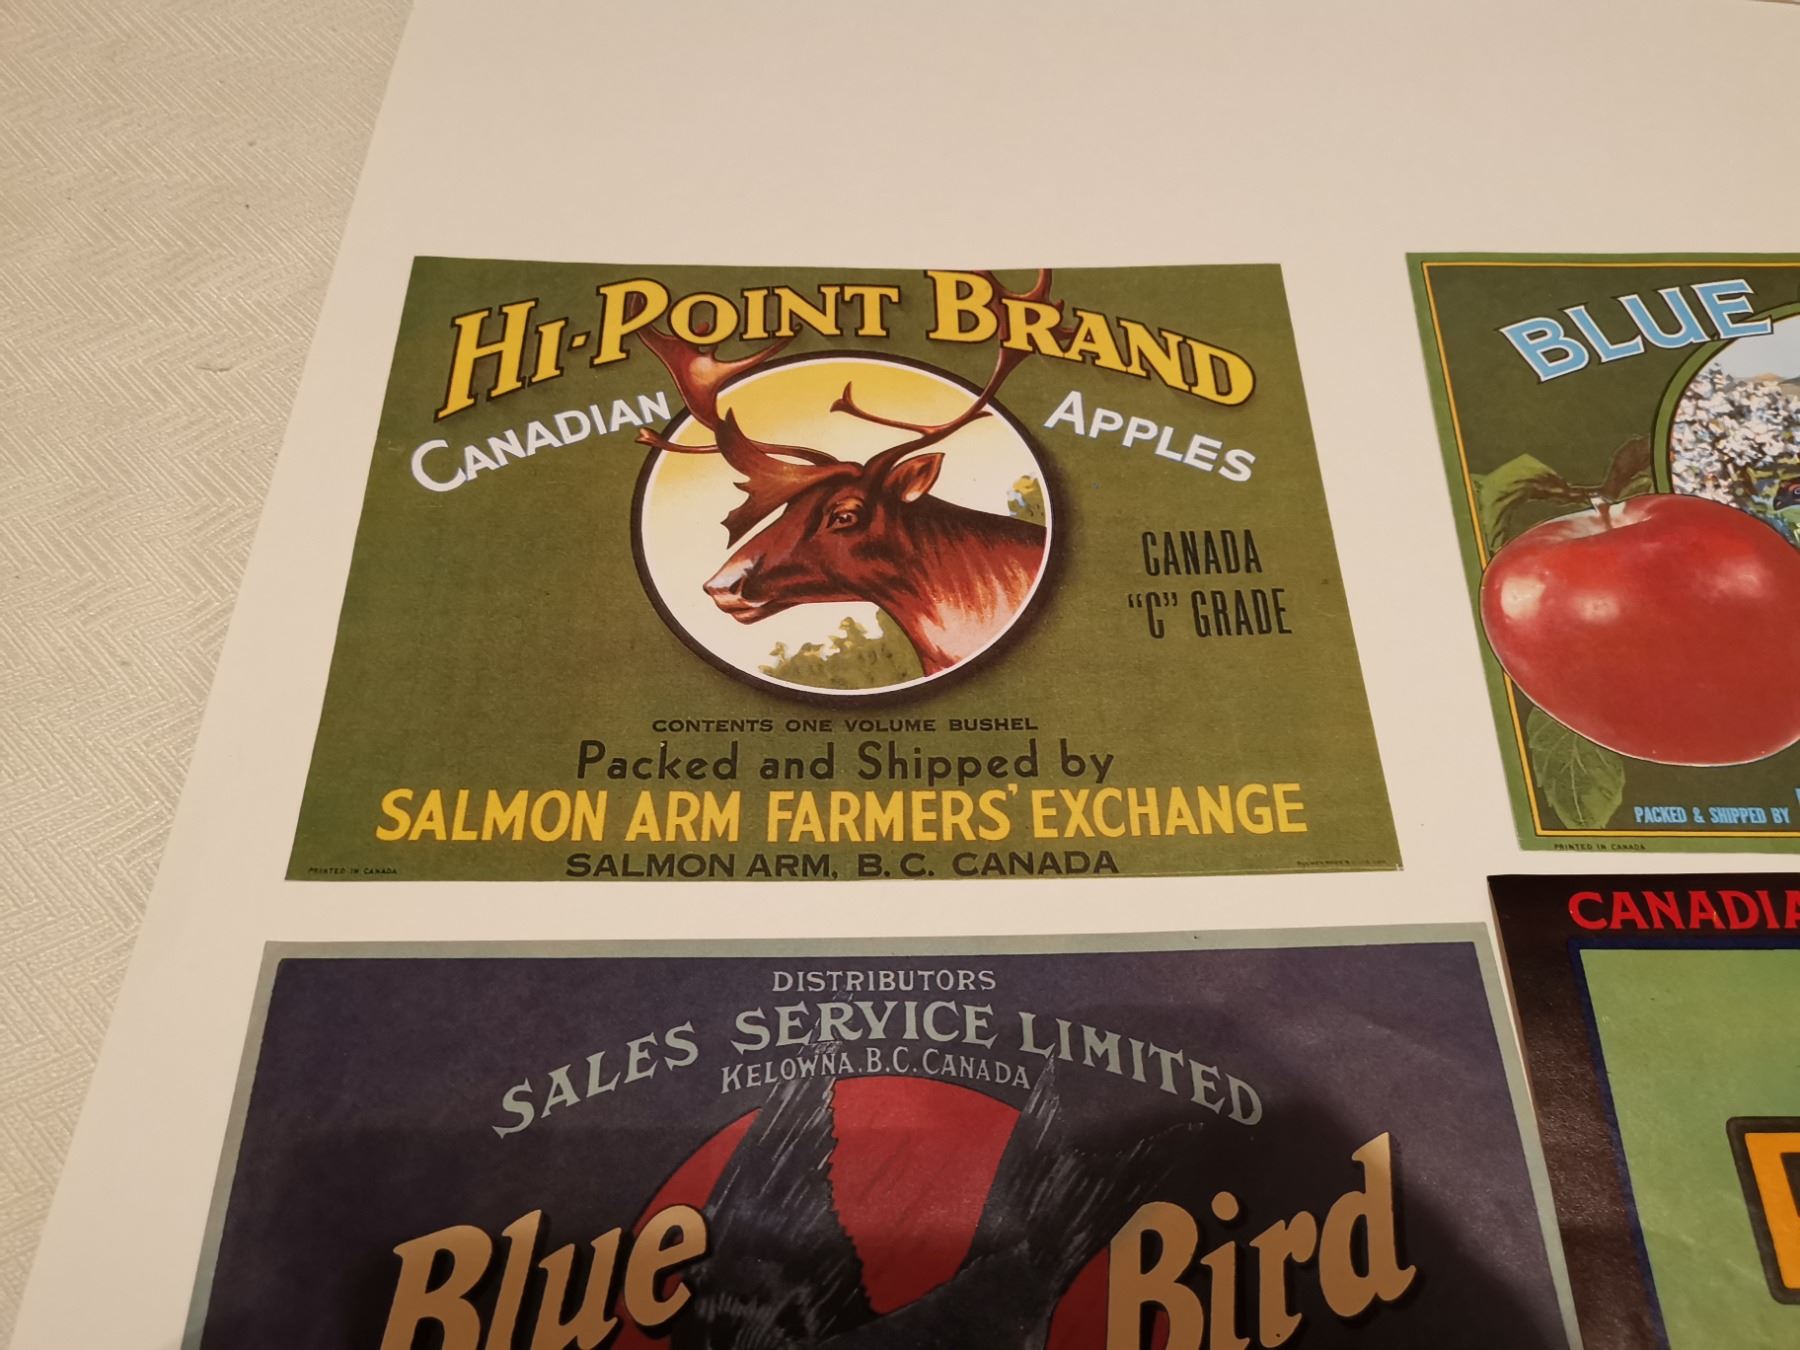 HI-POINT BRAND
CANADIAN APPLES
CANADA
"C" GRADE
CONTENTS ONE VOLUME BUSHEL
Packed and Shipped by
SALMON ARM FARMERS' EXCHANGE
SALMON ARM, B.C. CANADA
PRINTED IN CANADA
BLUE
PACKED & SHIPPED BY
PRINTED IN CANADA
DISTRIBUTORS
SALES SERVICE LIMITED
KELOWNA. B.C. CANADA
Blue Bird